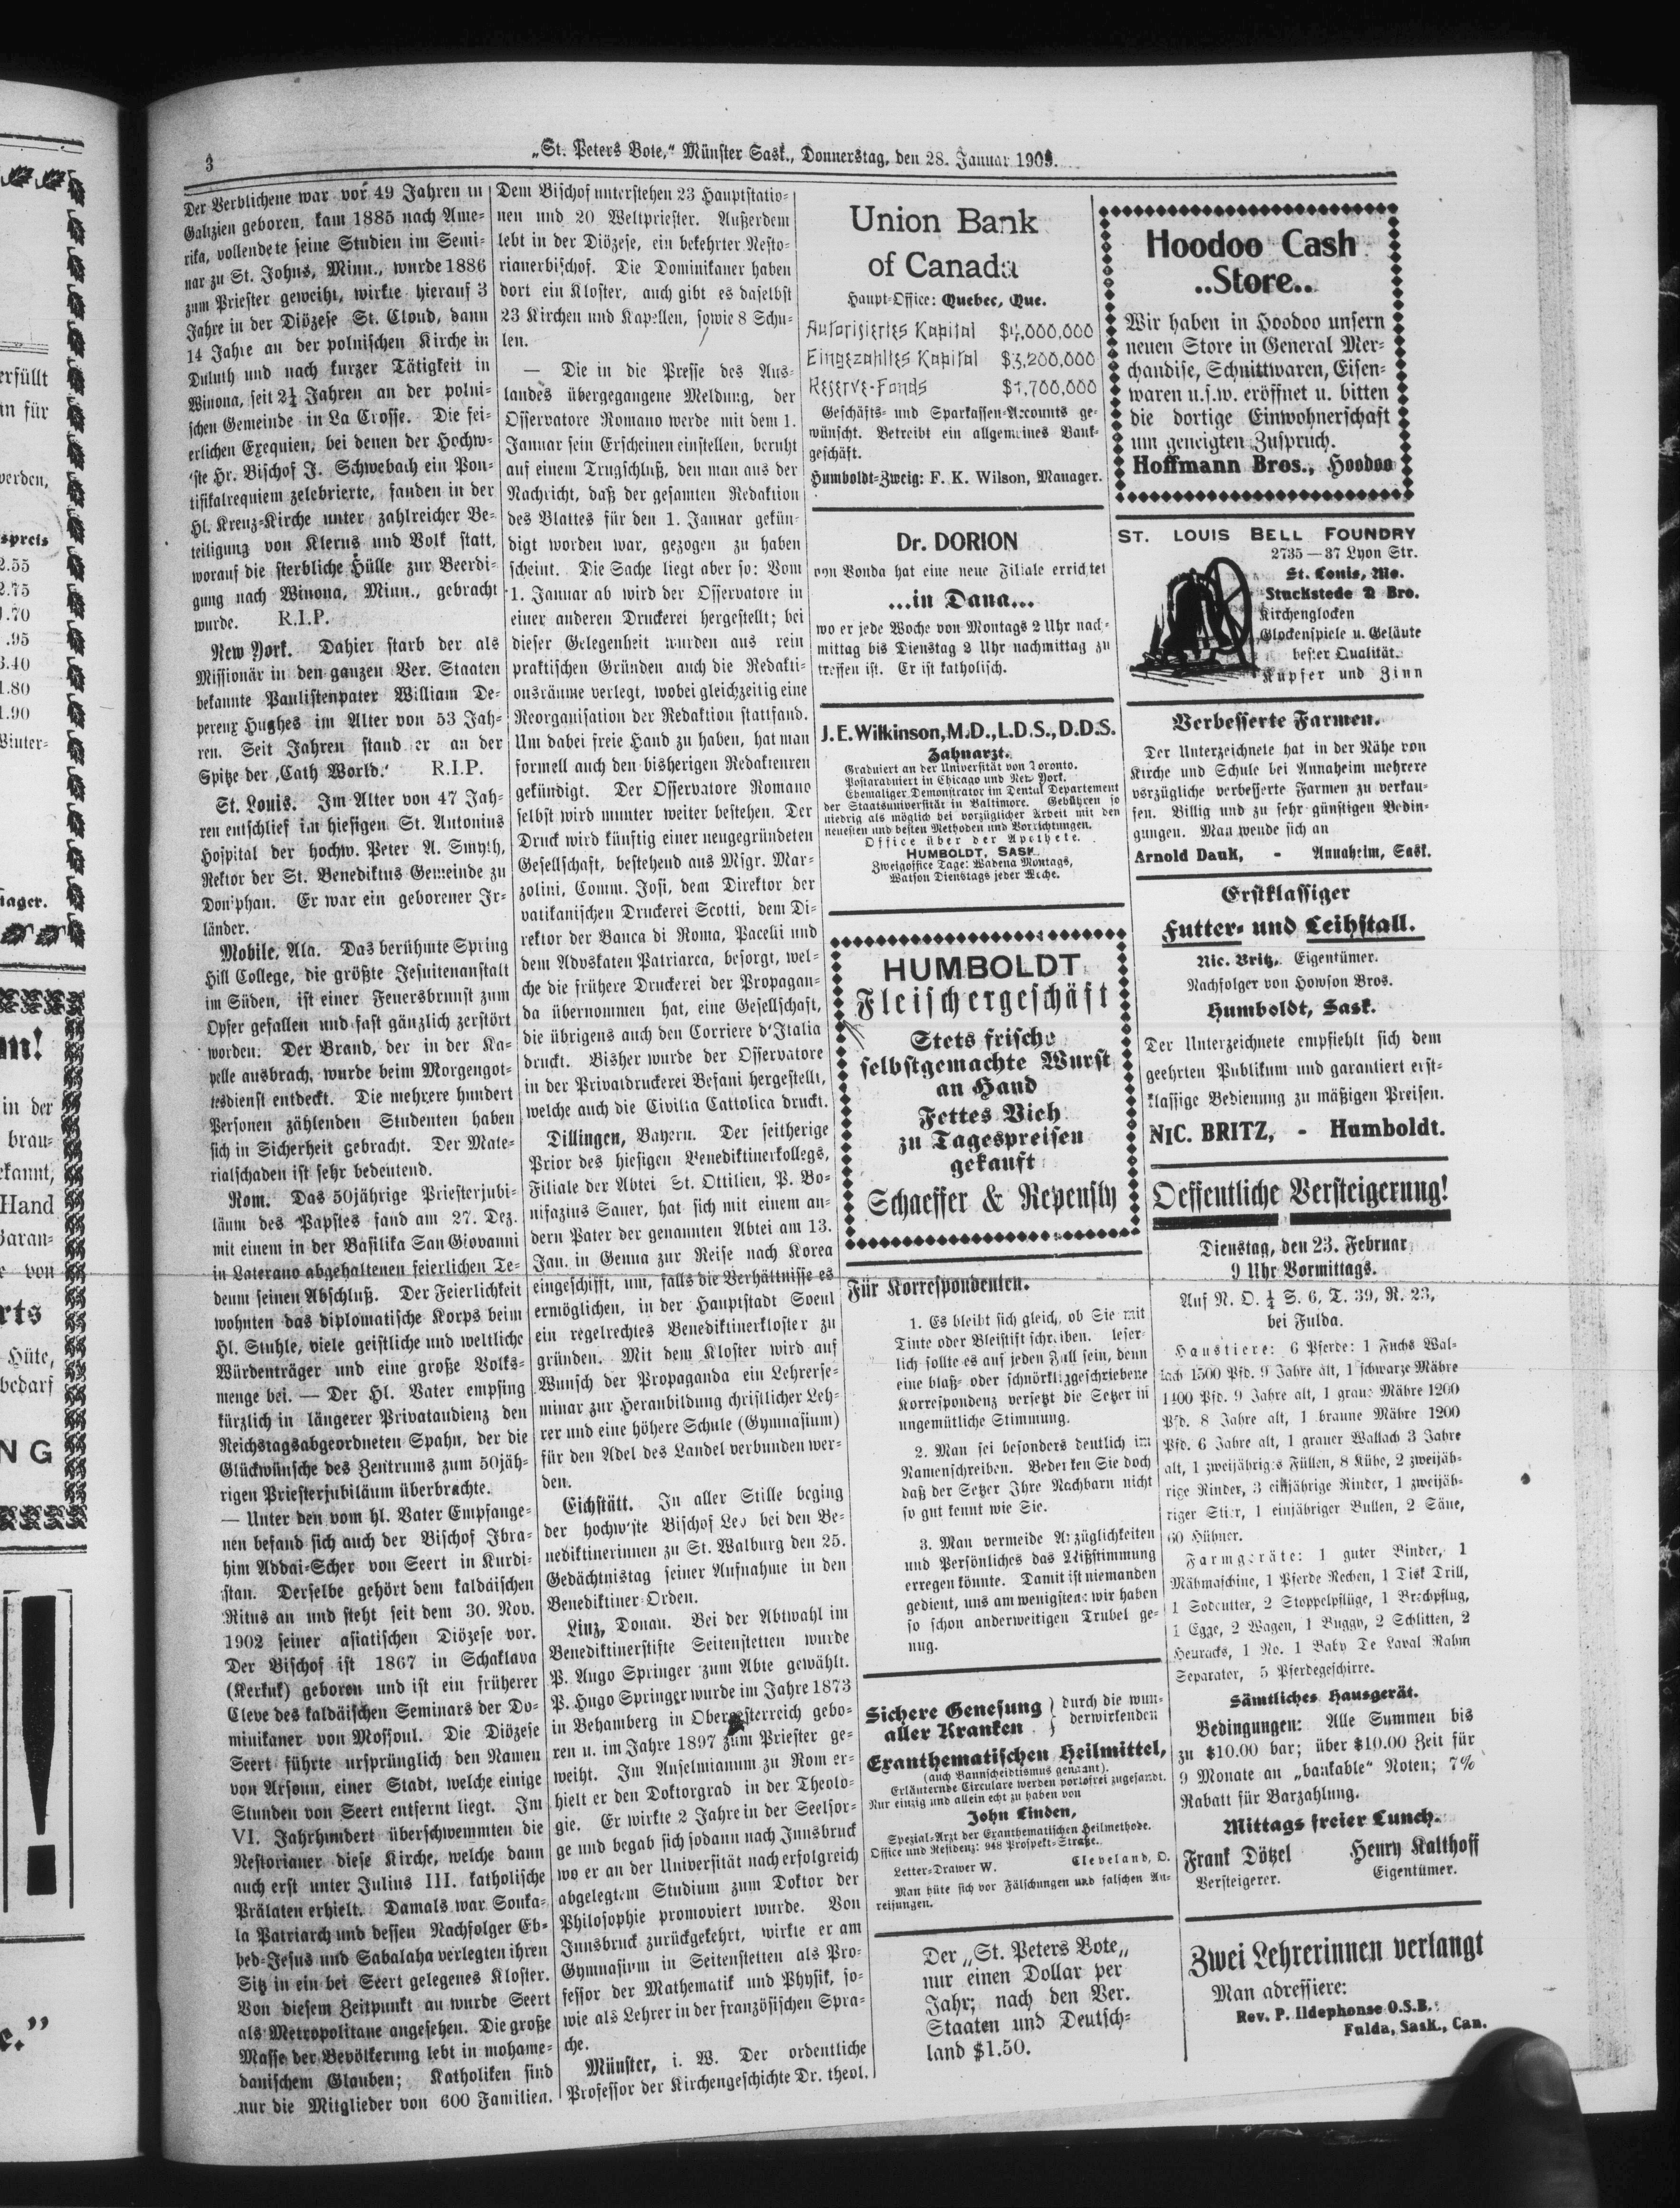 3
„St. Peters Bote,“ Münster Sask., Donnerstag, den 28. Januar 1909.
Der Verblichene war vor 49 Jahren in
Galizien geboren, kam 1885 nach Ame-
rika, vollendete seine Studien im Semi-
nar zu St. Johns, Minn., wurde 1886
zum Priester geweiht, wirkte hierauf 3
Jahre in der Diözese St. Cloud, dann
14 Jahre an der polnischen Kirche in
Duluth und nach kurzer Tätigkeit in
Winona, seit 2½ Jahren an der polni-
schen Gemeinde in La Crosse. Die fei-
erlichen Exequien, bei denen der Hochw-
'ste Hr. Bischof J. Schwebach ein Pon-
tifikalrequiem zelebrierte, fanden in der
Hl. Kreuz-Kirche unter zahlreicher Be-
teiligung von Klerus und Volk statt,
worauf die sterbliche Hülle zur Beerdi-
gung nach Winona, Minn., gebracht
wurde. R.I.P.
New York. Dahier starb der als
Missionär in den ganzen Ver. Staaten
bekannte Paulistenpater William De-
pereux Hughes im Alter von 53 Jah-
ren. Seit Jahren stand er an der
Spitze der ‚Cath World.‘ R.I.P.
St. Louis. Im Alter von 47 Jah-
ren entschlief im hiesigen St. Antonius
Hospital der hochw. Peter A. Smyth,
Rektor der St. Benediktus Gemeinde zu
Doniphan. Er war ein geborener Ir-
länder.
Mobile, Ala. Das berühmte Spring
Hill College, die größte Jesuitenanstalt
im Süden, ist einer Feuersbrunst zum
Opfer gefallen und fast gänzlich zerstört
worden. Der Brand, der in der Ka-
pelle ausbrach, wurde beim Morgengot-
tesdienst entdeckt. Die mehrere hundert
Personen zählenden Studenten haben
sich in Sicherheit gebracht. Der Mate-
rialschaden ist sehr bedeutend.
Rom. Das 50jährige Priesterjubi-
läum des Papstes fand am 27. Dez.
mit einem in der Basilika San Giovanni
in Laterano abgehaltenen feierlichen Te-
deum seinen Abschluß. Der Feierlichkeit
wohnten das diplomatische Korps beim
Hl. Stuhle, viele geistliche und weltliche
Würdenträger und eine große Volks-
menge bei. — Der Hl. Vater empfing
kürzlich in längerer Privataudienz den
Reichstagsabgeordneten Spahn, der die
Glückwünsche des Zentrums zum 50jäh-
rigen Priesterjubiläum überbrachte.
— Unter den vom hl. Vater Empfange-
nen befand sich auch der Bischof Ibra-
him Addai-Scher von Seert in Kurdi-
stan. Derselbe gehört dem kaldäischen
Ritus an und steht seit dem 30. Nov.
1902 seiner asiatischen Diözese vor.
Der Bischof ist 1867 in Schaklava
(Kerkuk) geboren und ist ein früherer
Cleve des kaldäischen Seminars der Do-
minikaner von Mossoul. Die Diözese
Seert führte ursprünglich den Namen
von Arsoun, einer Stadt, welche einige
Stunden von Seert entfernt liegt. Im
VI. Jahrhundert überschwemmten die
Nestorianer diese Kirche, welche dann
auch erst unter Julius III. katholische
Prälaten erhielt. Damals war Souka-
la Patriarch und dessen Nachfolger Eb-
ped-Jesus und Sabalaha verlegten ihren
Sitz in ein bei Seert gelegenes Kloster.
Von diesem Zeitpunkt an wurde Seert
als Metropolitane angesehen. Die große
Masse der Bevölkerung lebt in mohame-
danischem Glauben; Katholiken sind
nur die Mitglieder von 600 Familien.
Dem Bischof unterstehen 23 Hauptstatio-
nen und 20 Weltpriester. Außerdem
lebt in der Diözese, ein bekehrter Nesto-
rianerbischof. Die Dominikaner haben
dort ein Kloster, auch gibt es daselbst
23 Kirchen und Kapellen, sowie 8 Schu-
len.
— Die in die Presse des Aus-
landes übergegangene Meldung, der
Osservatore Romano werde mit dem 1.
Januar sein Erscheinen einstellen, beruht
auf einem Trugschluß, den man aus der
Nachricht, daß der gesamten Redaktion
des Blattes für den 1. Januar gekün-
digt worden war, gezogen zu haben
scheint. Die Sache liegt aber so: Vom
1. Januar ab wird der Osservatore in
einer anderen Druckerei hergestellt; bei
dieser Gelegenheit wurden aus rein
praktischen Gründen auch die Redakti-
onsräume verlegt, wobei gleichzeitig eine
Reorganisation der Redaktion stattfand.
Um dabei freie Hand zu haben, hat man
formell auch den bisherigen Redakteuren
gekündigt. Der Osservatore Romano
selbst wird munter weiter bestehen. Der
Druck wird künftig einer neugegründeten
Gesellschaft, bestehend aus Msgr. Mar-
zolini, Comm. Josi, dem Direktor der
vatikanischen Druckerei Scotti, dem Di-
rektor der Banca di Roma, Pacelli und
dem Advokaten Patriarca, besorgt, wel-
che die frühere Druckerei der Propagan-
da übernommen hat, eine Gesellschaft,
die übrigens auch den Corriere d'Italia
druckt. Bisher wurde der Osservatore
in der Privatdruckerei Befani hergestellt,
welche auch die Civilta Cattolica druckt.
Dillingen, Bayern. Der seitherige
Prior des hiesigen Benediktinerkollegs,
Filiale der Abtei St. Ottilien, P. Bo-
nifazius Sauer, hat sich mit einem an-
dern Pater der genannten Abtei am 13.
Jan. in Genua zur Reise nach Korea
eingeschifft, um, falls die Verhältnisse es
ermöglichen, in der Hauptstadt Soeul
ein regelrechtes Benediktinerkloster zu
gründen. Mit dem Kloster wird auf
Wunsch der Propaganda ein Lehrerse-
minar zur Heranbildung christlicher Leh-
rer und eine höhere Schule (Gymnasium)
für den Adel des Landel verbunden wer-
den.
Eichstätt. In aller Stille beging
der hochw'ste Bischof Leo bei den Be-
nediktinerinnen zu St. Walburg den 25.
Gedächtnistag seiner Aufnahme in den
Benediktiner-Orden.
Linz, Donau. Bei der Abtwahl im
Benediktinerstifte Seitenstetten wurde
P. Augo Springer zum Abte gewählt.
P. Hugo Springer wurde im Jahre 1873
in Behamberg in Oberoesterreich gebo-
ren u. im Jahre 1897 zum Priester ge-
weiht. Im Anselmianum zu Rom er-
hielt er den Doktorgrad in der Theolo-
gie. Er wirkte 2 Jahre in der Seelsor-
ge und begab sich sodann nach Innsbruck
wo er an der Universität nach erfolgreich
abgelegtem Studium zum Doktor der
Philosophie promoviert wurde. Von
Innsbruck zurückgekehrt, wirkte er am
Gymnasium in Seitenstetten als Pro-
fessor der Mathematik und Physik, so-
wie als Lehrer in der französischen Spra-
che.
Münster, i. W. Der ordentliche
Professor der Kirchengeschichte Dr. theol.
Union Bank
of Canada
Haupt-Office: Quebec, Que.
Autorisiertes Kapital $4,000,000
Eingezahltes Kapital $3,200,000
Reserve-Fonds $1,700,000
Geschäfts- und Sparkassen-Accounts ge-
wünscht. Betreibt ein allgemeines Bank-
geschäft.
Humboldt-Zweig: F. K. Wilson, Manager.
Dr. DORION
von Vonda hat eine neue Filiale errichtet
...in Dana...
wo er jede Woche von Montags 2 Uhr nach-
mittag bis Dienstag 2 Uhr nachmittag zu
treffen ist. Er ist katholisch.
J.E. Wilkinson, M.D., L.D.S., D.D.S.
Zahnarzt.
Graduiert an der Universität von Toronto.
Postgraduiert in Chicago und New York.
Ehemaliger Demonstrator im Dental Departement
der Staatsuniversität in Baltimore. Gebühren so
niedrig als möglich bei vorzüglicher Arbeit mit den
neuesten und besten Methoden und Vorrichtungen.
Office über der Apotheke.
HUMBOLDT, SASK.
Zweigoffice Tage: Wadena Montags,
Watson Dienstags jeder Woche.
HUMBOLDT
Fleischergeschäft
Stets frische
selbstgemachte Wurst
an Hand
Fettes Vieh
zu Tagespreisen
gekauft
Schaeffer & Repensky
Für Korrespondenten.
1. Es bleibt sich gleich, ob Sie mit
Tinte oder Bleistift schreiben. leser-
lich sollte es auf jeden Fall sein, denn
eine blaß- oder schnörkliggeschriebene
Korrespondenz versetzt die Setzer in
ungemütliche Stimmung.
2. Man sei besonders deutlich im
Namenschreiben. Bedenken Sie doch
daß der Setzer Ihre Nachbarn nicht
so gut kennt wie Sie.
3. Man vermeide Anzüglichkeiten
und Persönliches das Mißstimmung
erregen könnte. Damit ist niemanden
gedient, uns am wenigsten: wir haben
so schon anderweitigen Trubel ge-
nug.
Sichere Genesung } durch die wun-
aller Kranken } derwirkenden
Exanthematischen Heilmittel,
(auch Baunscheidtismus genannt).
Erläuternde Circulare werden portofrei zugesandt.
Nur einzig und allein echt zu haben von
John Linden,
Spezial-Arzt der Exanthematischen Heilmethode.
Office und Residenz: 948 Prospekt-Straße.
Letter-Drawer W. Cleveland, O.
Man hüte sich vor Fälschungen und falschen An-
preisungen.
Der „St. Peters Bote„
nur einen Dollar per
Jahr; nach den Ver.
Staaten und Deutsch-
land $1.50.
Hoodoo Cash
..Store..
Wir haben in Hoodoo unsern
neuen Store in General Mer-
chandise, Schnittwaren, Eisen-
waren u.s.w. eröffnet u. bitten
die dortige Einwohnerschaft
um geneigten Zuspruch.
Hoffmann Bros., Hoodoo
ST. LOUIS BELL FOUNDRY
2735—37 Lyon Str.
St. Louis, Mo.
Stuckstede & Bro.
Kirchenglocken
Glockenspiele u. Geläute
bester Qualität.
Kupfer und Zinn
Verbesserte Farmen.
Der Unterzeichnete hat in der Nähe von
Kirche und Schule bei Annaheim mehrere
vorzügliche verbesserte Farmen zu verkau-
fen. Billig und zu sehr günstigen Bedin-
gungen. Man wende sich an
Arnold Dauk, - Annaheim, Sask.
Erstklassiger
Futter- und Leihstall.
Nic. Britz, Eigentümer.
Nachfolger von Howson Bros.
Humboldt, Sask.
Der Unterzeichnete empfiehlt sich dem
geehrten Publikum und garantiert erst-
klassige Bedienung zu mäßigen Preisen.
NIC. BRITZ, - Humboldt.
Oeffentliche Versteigerung!
Dienstag, den 23. Februar
9 Uhr Vormittags.
Auf N. O. ¼ S. 6, T. 39, R. 23,
bei Fulda.
Haustiere: 6 Pferde: 1 Fuchs Wal-
lach 1500 Pfd. 9 Jahre alt, 1 schwarze Mähre
1400 Pfd. 9 Jahre alt, 1 graue Mähre 1200
Pfd. 8 Jahre alt, 1 braune Mähre 1200
Pfd. 6 Jahre alt, 1 grauer Wallach 3 Jahre
alt, 1 zweijähriges Füllen, 8 Kühe, 2 zweijäh-
rige Rinder, 3 einjährige Rinder, 1 zweijäh-
riger Stier, 1 einjähriger Bullen, 2 Säue,
60 Hühner.
Farmgeräte: 1 guter Binder, 1
Mähmaschine, 1 Pferde Rechen, 1 Disk Drill,
1 Sodcutter, 2 Stoppelpflüge, 1 Brechpflug,
1 Egge, 2 Wagen, 1 Buggy, 2 Schlitten, 2
Heuracks, 1 No. 1 Baby De Laval Rahm
Separator, 5 Pferdegeschirre.
Sämtliches Hausgerät.
Bedingungen: Alle Summen bis
zu $10.00 bar; über $10.00 Zeit für
9 Monate an „bankable“ Noten; 7%
Rabatt für Barzahlung.
Mittags freier Lunch.
Frank Dötzel Henry Kalthoff
Versteigerer. Eigentümer.
Zwei Lehrerinnen verlangt
Man adressiere:
Rev. P. Ildephonse O.S.B.
Fulda, Sask., Can.